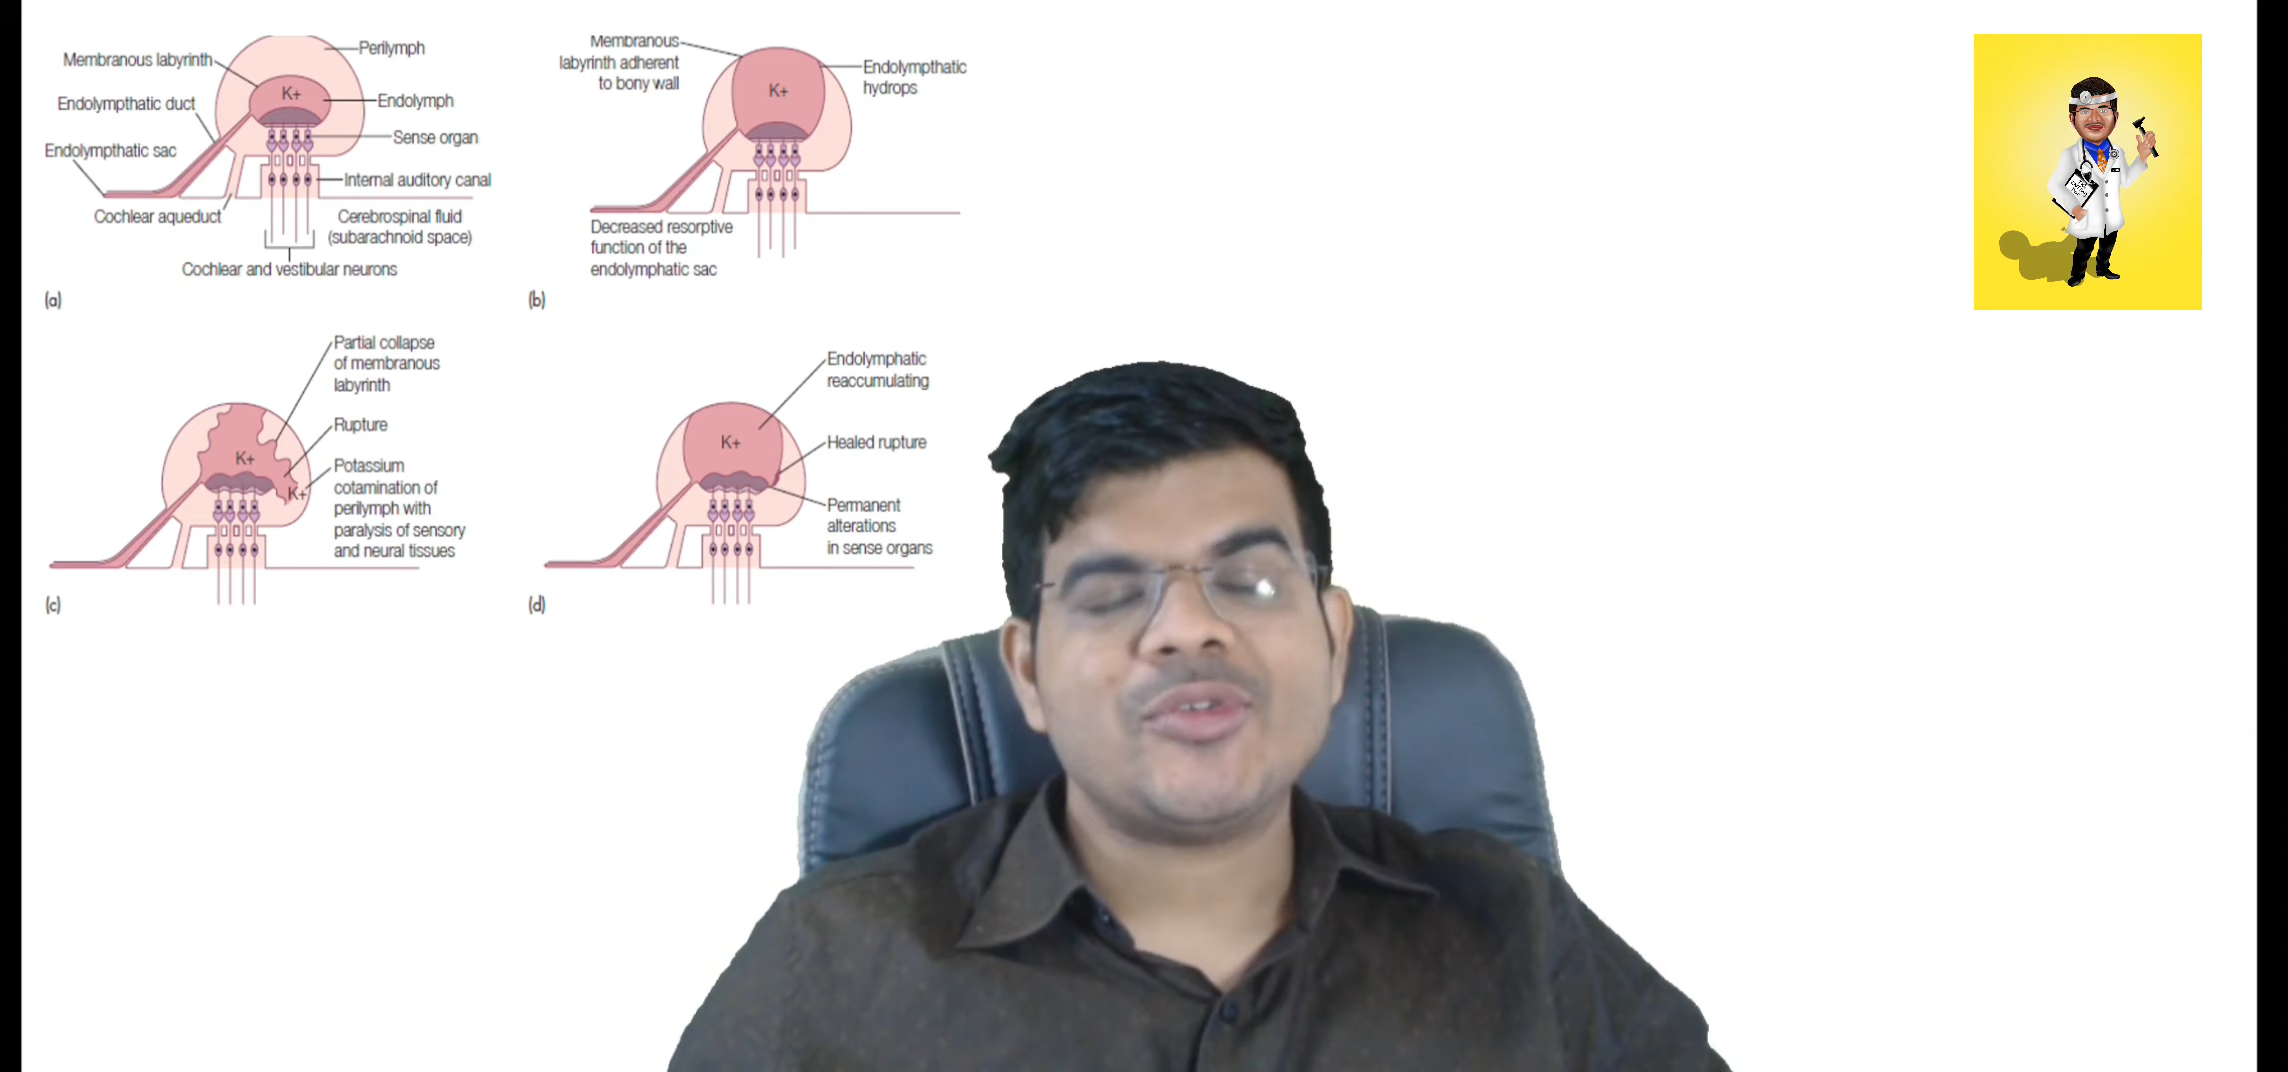 Perilymph
Membranous labyrinth
K+
Endolympthatic duct
Endolymph
Sense organ
Endolympthatic sac
Internal auditory canal
Cochlear aqueduct
Cerebrospinal fluid
(subarachnoid space)
Cochlear and vestibular neurons
(a)
Membranous
labyrinth adherent
to bony wall
Endolympthatic
hydrops
K+
Decreased resorptive
function of the
endolymphatic sac
(b)
Partial collapse
of membranous
labyrinth
Rupture
K+
Potassium
cotamination of
perilymph with
paralysis of sensory
and neural tissues
K+
(c)
Endolymphatic
reaccumulating
K+
Healed rupture
Permanent
alterations
in sense organs
(d)